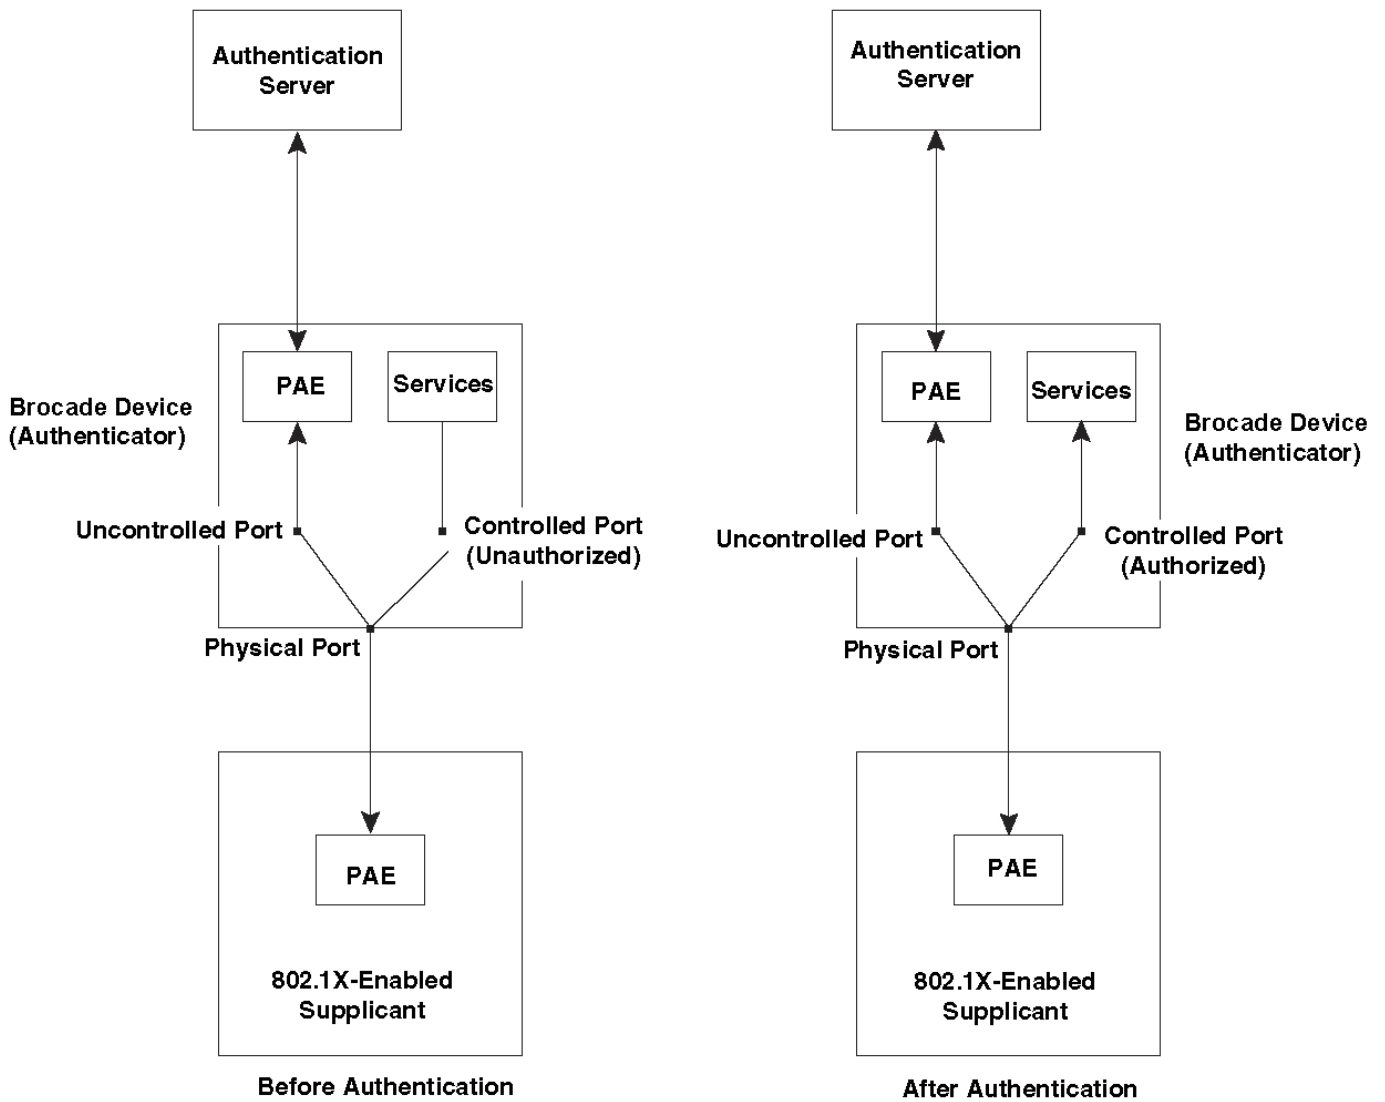 Authentication
Server
PAE
Services
Brocade Device
(Authenticator)
Uncontrolled Port
Controlled Port
(Unauthorized)
Physical Port
PAE
802.1X-Enabled
Supplicant
Before Authentication
Authentication
Server
PAE
Services
Brocade Device
(Authenticator)
Uncontrolled Port
Controlled Port
(Authorized)
Physical Port
PAE
802.1X-Enabled
Supplicant
After Authentication